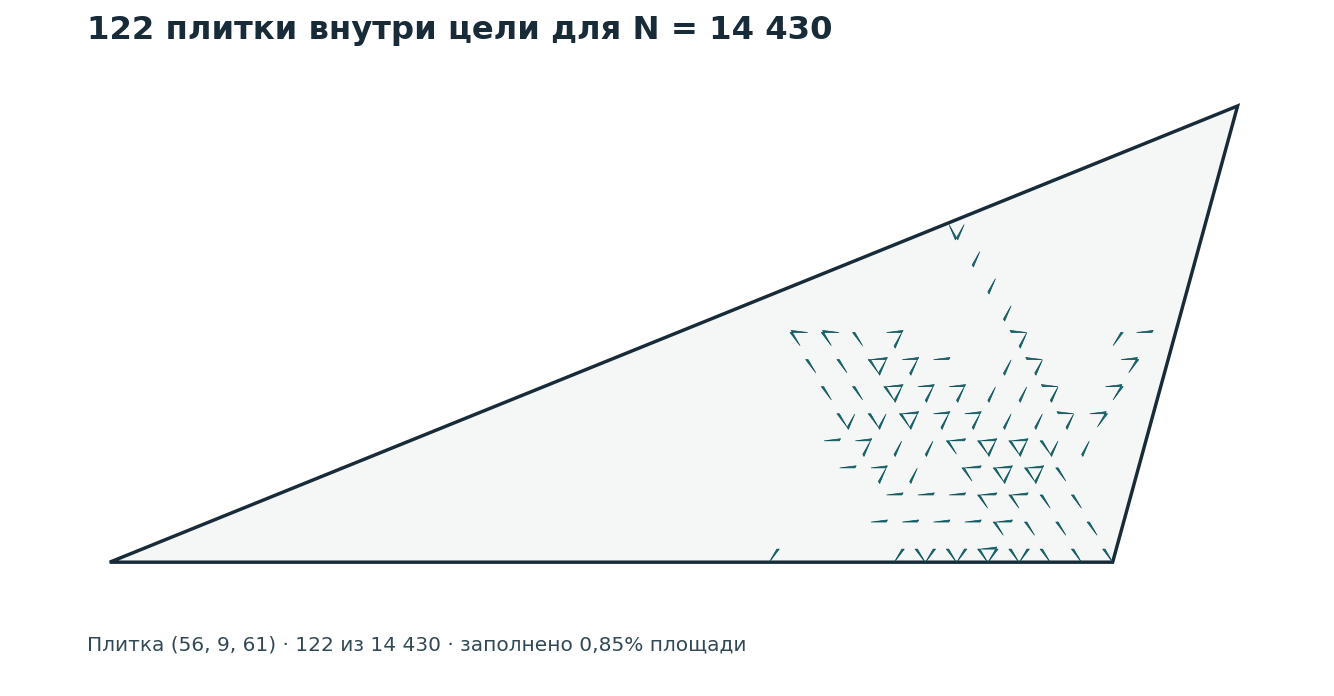 122 плитки внутри цели для N = 14 430
Плитка (56, 9, 61) · 122 из 14 430 · заполнено 0,85% площади